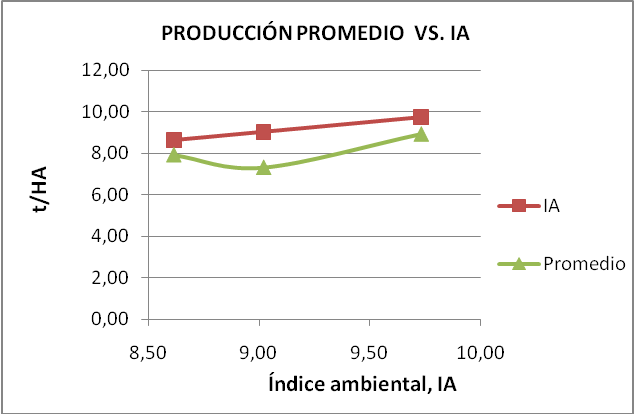 PRODUCCIÓN PROMEDIO VS. IA
12,00
10,00
8,00
6,00
4,00
2,00
0,00
t/HA
8,50 9,00 9,50 10,00
Índice ambiental, IA
IA
Promedio